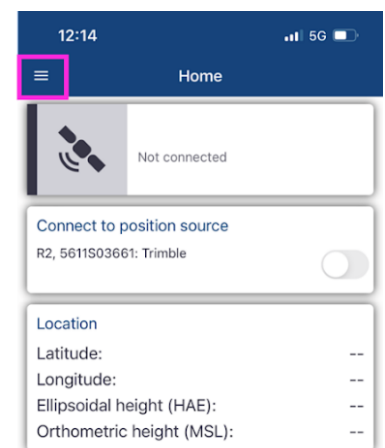 12:14 5G
Home
Not connected
Connect to position source
R2, 5611S03661: Trimble
Location
Latitude: --
Longitude: --
Ellipsoidal height (HAE): --
Orthometric height (MSL): --